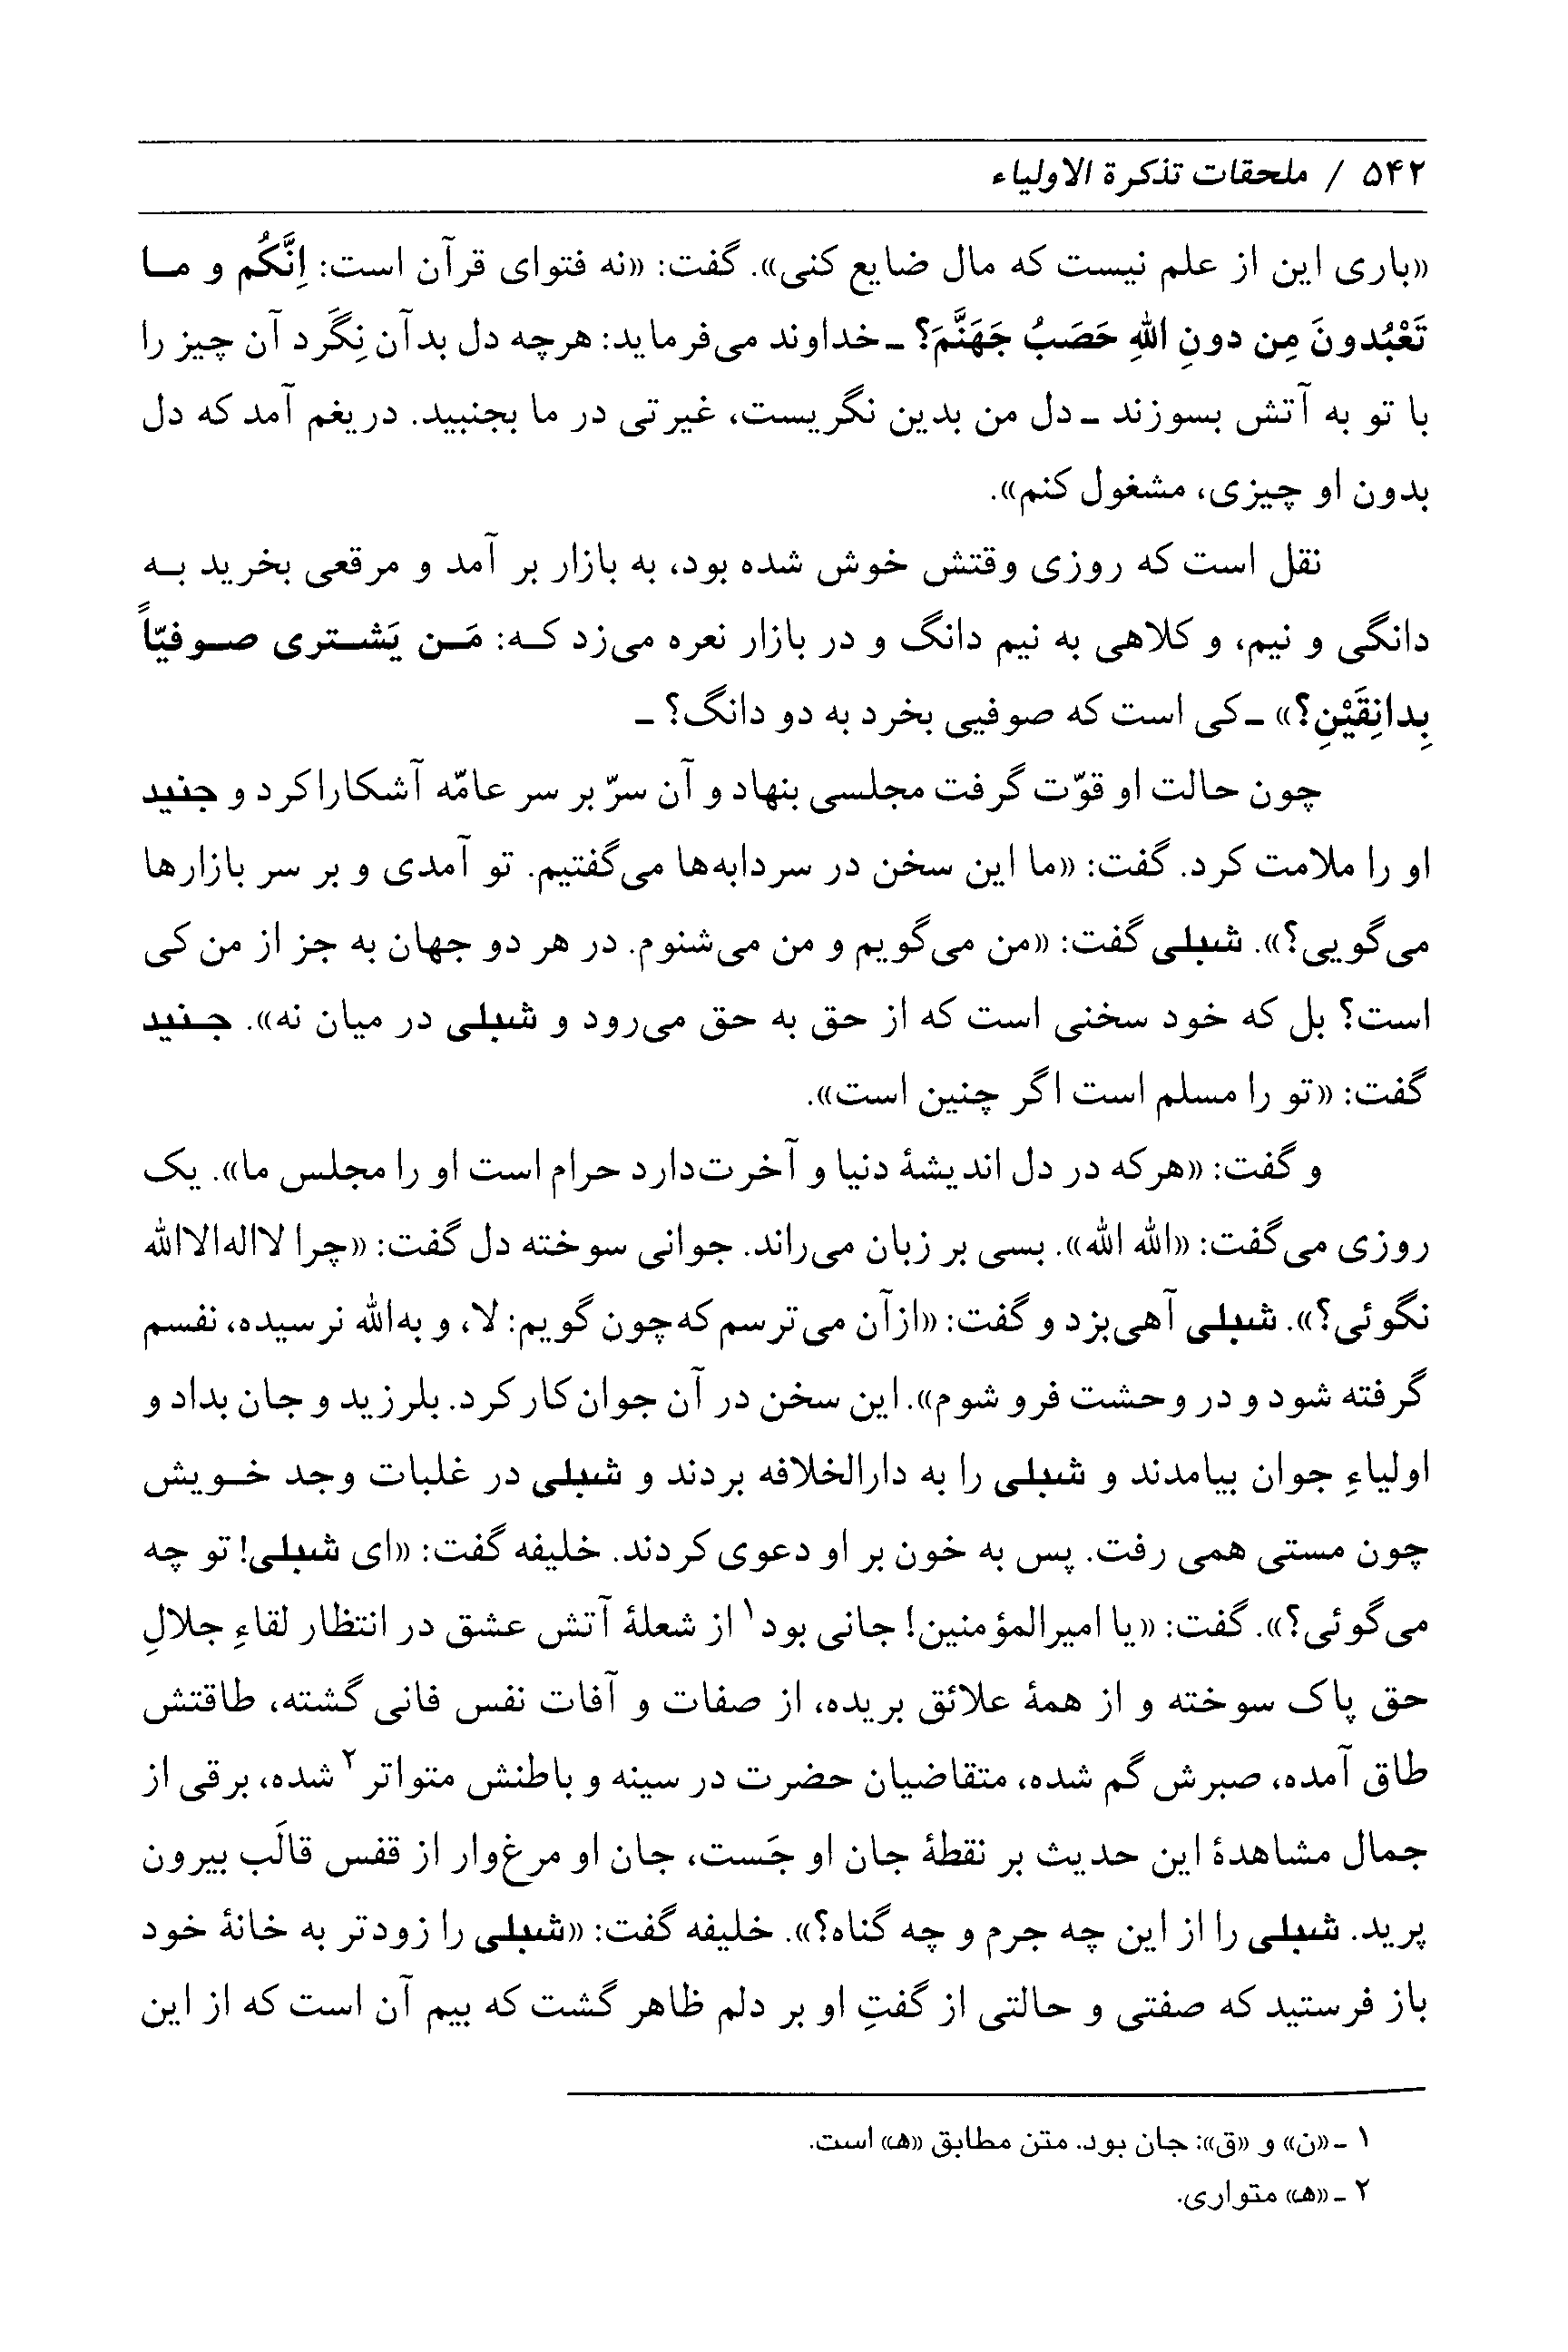 ۵۴۲ / ملحقات تذکرة الاولیاء
«باری این از علم نیست که مال ضایع کنی». گفت: «نه فتوای قرآن است: اِنَّکُم و ما
تَعْبُدونَ مِن دونِ اللهِ حَصَبُ جَهَنَّمَ؟ ـ خداوند می‌فرماید: هرچه دل بدآن نِگَرد آن چیز را
با تو به آتش بسوزند ـ دل من بدین نگریست، غیرتی در ما بجنبید. دریغم آمد که دل
بدون او چیزی، مشغول کنم».
نقل است که روزی وقتش خوش شده بود، به بازار بر آمد و مرقعی بخرید به
دانگی و نیم، و کلاهی به نیم دانگ و در بازار نعره می‌زد که: مَن یَشتری صوفیّاً
بِدانِقَیْنِ؟» ـ کی است که صوفیی بخرد به دو دانگ؟ ـ
چون حالت او قوّت گرفت مجلسی بنهاد و آن سرّ بر سر عامّه آشکارا کرد و جنید
او را ملامت کرد. گفت: «ما این سخن در سردابه‌ها می‌گفتیم. تو آمدی و بر سر بازارها
می‌گویی؟». شبلی گفت: «من می‌گویم و من می‌شنوم. در هر دو جهان به جز از من کی
است؟ بل که خود سخنی است که از حق به حق می‌رود و شبلی در میان نه». جنید
گفت: «تو را مسلم است اگر چنین است».
و گفت: «هرکه در دل اندیشهٔ دنیا و آخرت‌دارد حرام است او را مجلس ما». یک
روزی می‌گفت: «الله الله». بسی بر زبان می‌راند. جوانی سوخته دل گفت: «چرا لااله‌الاالله
نگوئی؟». شبلی آهی‌بزد و گفت: «ازآن می‌ترسم که‌چون گویم: لا، و به‌الله نرسیده، نفسم
گرفته شود و در وحشت فرو شوم». این سخن در آن جوان کار کرد. بلرزید و جان بداد و
اولیاءِ جوان بیامدند و شبلی را به دارالخلافه بردند و شبلی در غلبات وجد خویش
چون مستی همی رفت. پس به خون بر او دعوی کردند. خلیفه گفت: «ای شبلی! تو چه
می‌گوئی؟». گفت: «یا امیرالمؤمنین! جانی بود۱ از شعلهٔ آتش عشق در انتظار لقاءِ جلالِ
حق پاک سوخته و از همهٔ علائق بریده، از صفات و آفات نفس فانی گشته، طاقتش
طاق آمده، صبرش گم شده، متقاضیان حضرت در سینه و باطنش متواتر۲ شده، برقی از
جمال مشاهدهٔ این حدیث بر نقطهٔ جان او جَست، جان او مرغ‌وار از قفس قالَب بیرون
پرید. شبلی را از این چه جرم و چه گناه؟». خلیفه گفت: «شبلی را زودتر به خانهٔ خود
باز فرستید که صفتی و حالتی از گفتِ او بر دلم ظاهر گشت که بیم آن است که از این
۱ ـ «ن» و «ق»: جان بود. متن مطابق «هـ» است.
۲ ـ «هـ» متواری.